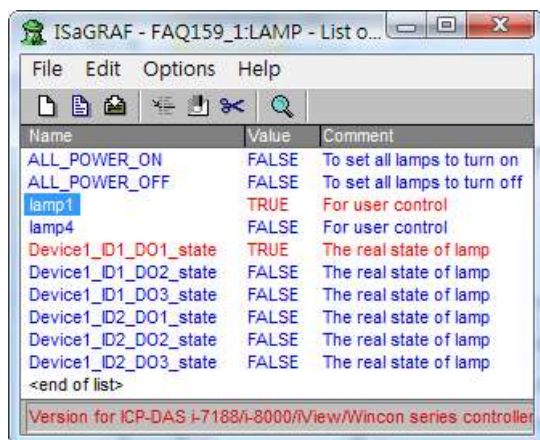 ISaGRAF - FAQ159_1:LAMP - List o...
File Edit Options Help
Name Value Comment
ALL_POWER_ON FALSE To set all lamps to turn on
ALL_POWER_OFF FALSE To set all lamps to turn off
lamp1 TRUE For user control
lamp4 FALSE For user control
Device1_ID1_DO1_state TRUE The real state of lamp
Device1_ID1_DO2_state FALSE The real state of lamp
Device1_ID1_DO3_state FALSE The real state of lamp
Device1_ID2_DO1_state FALSE The real state of lamp
Device1_ID2_DO2_state FALSE The real state of lamp
Device1_ID2_DO3_state FALSE The real state of lamp
<end of list>
Version for ICP-DAS i-7188/i-8000/iView/Wincon series controller